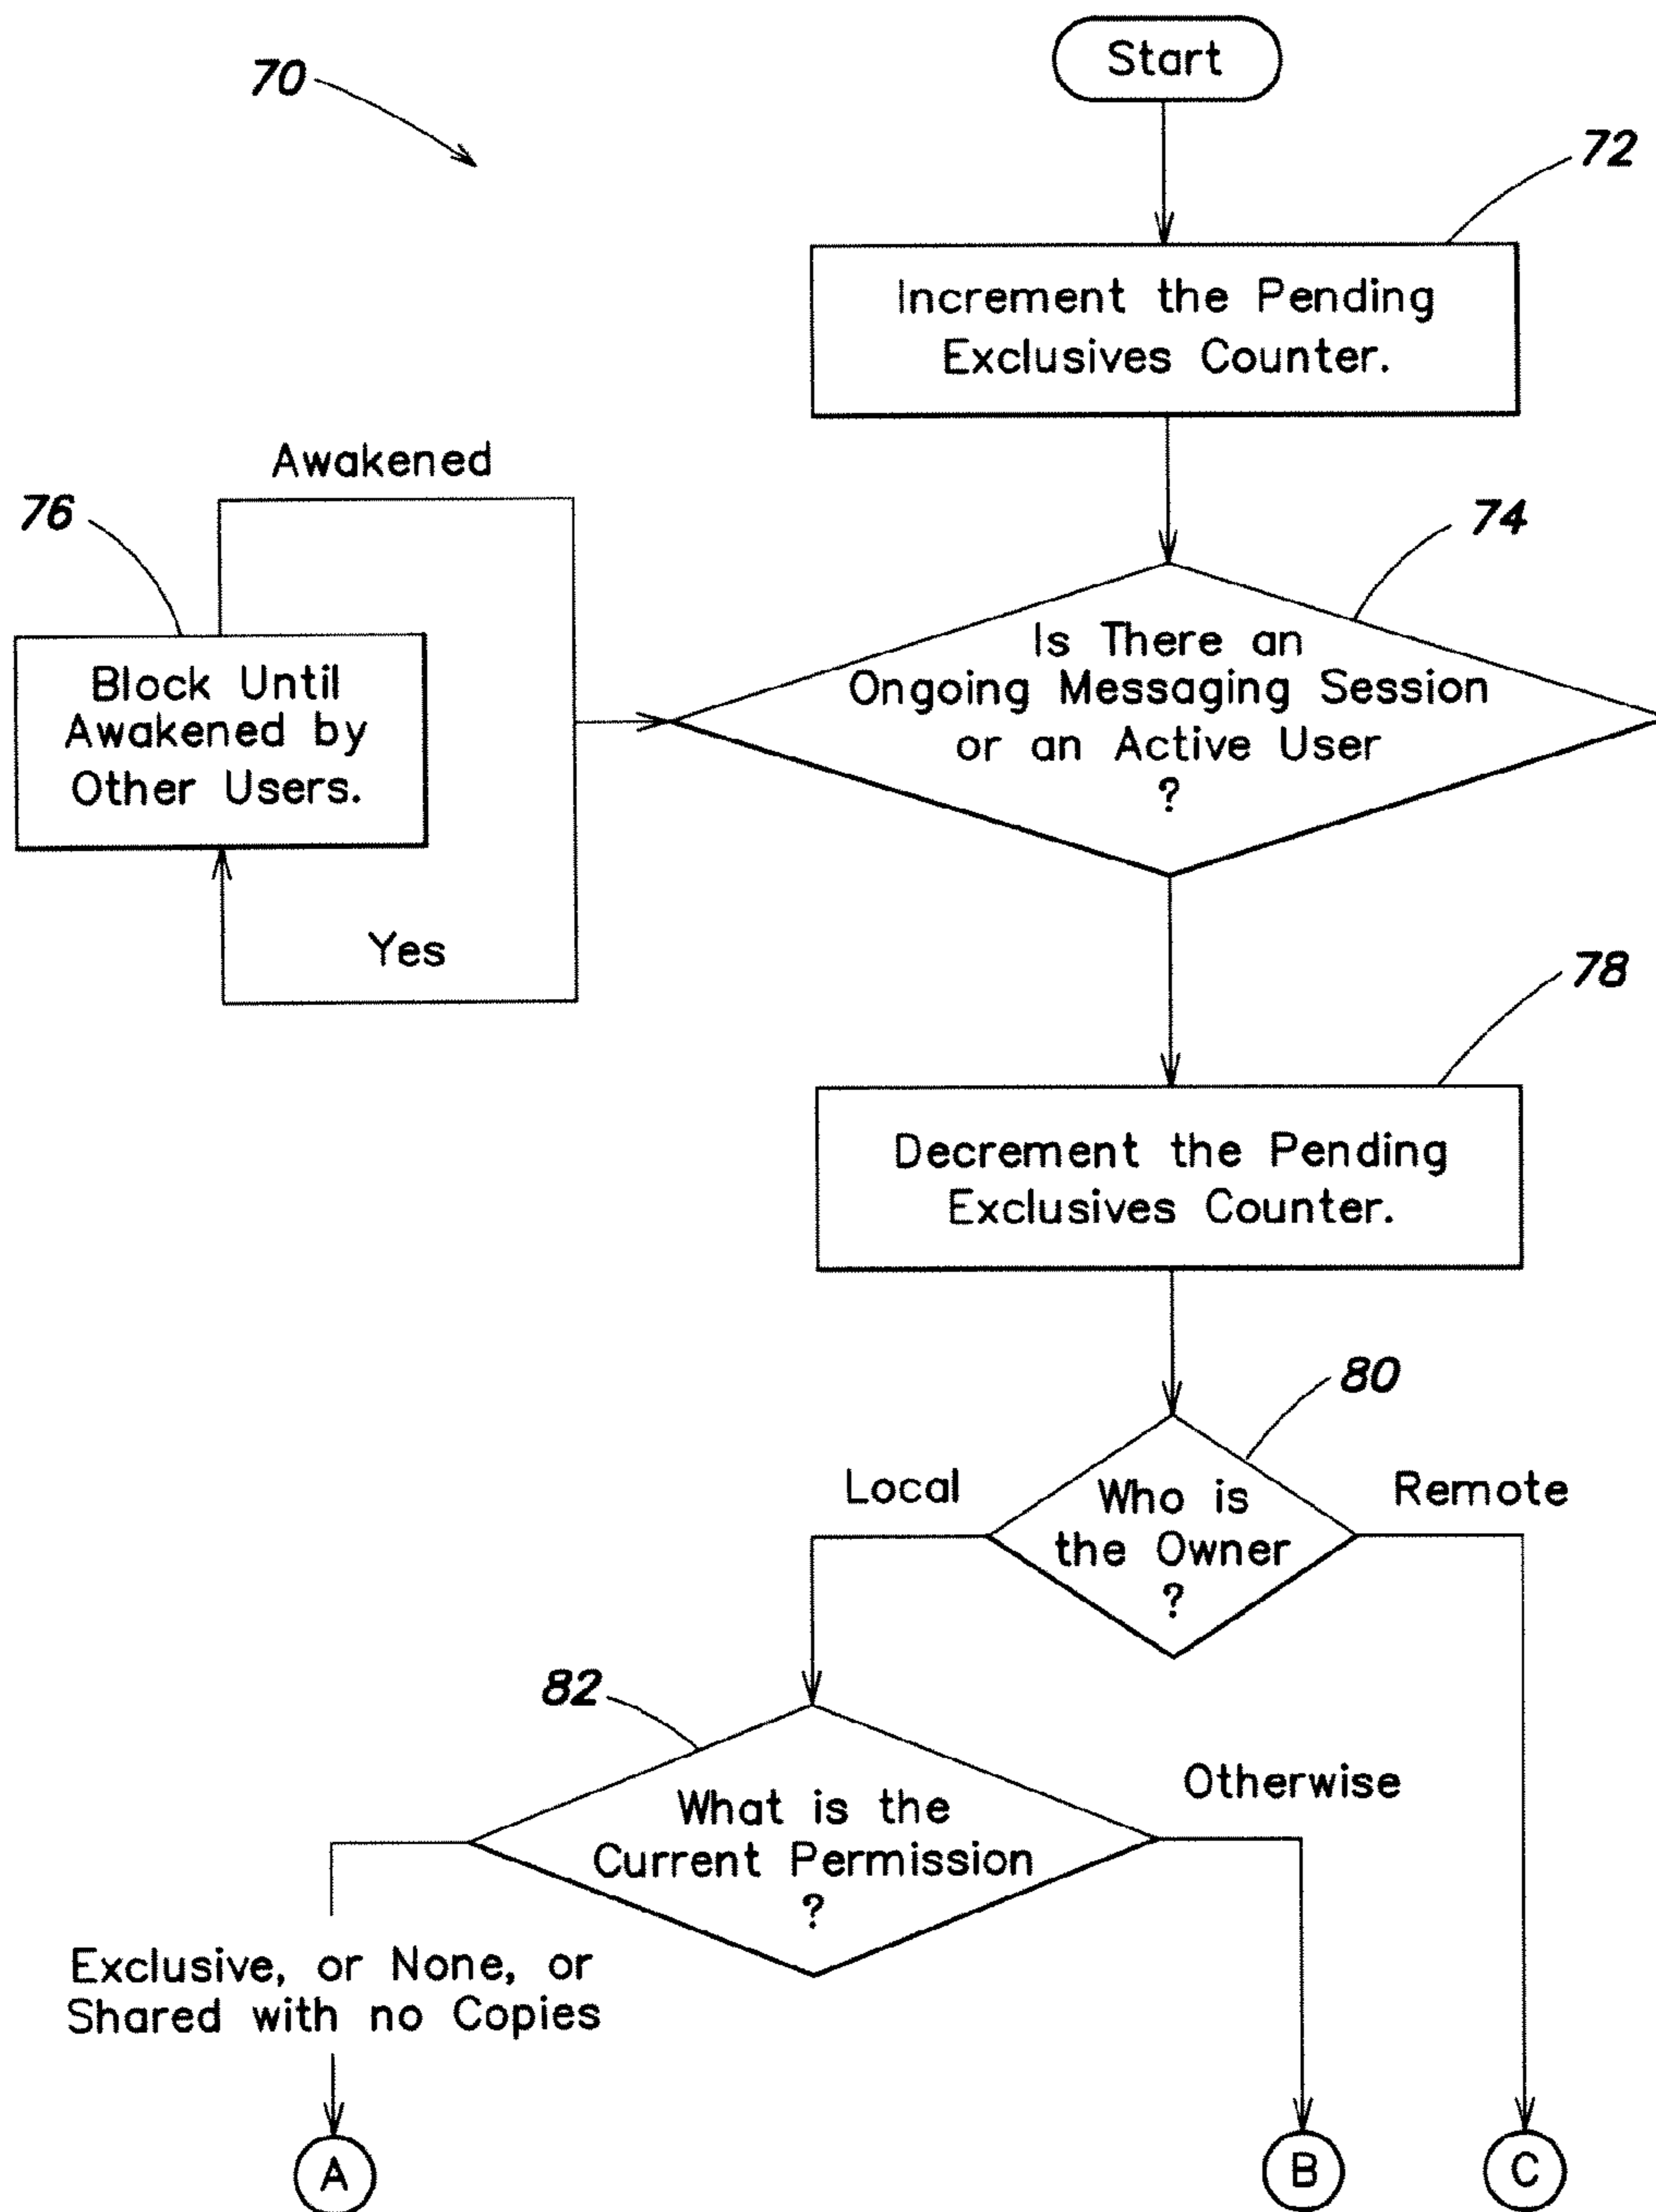 Start
70
72
Increment the Pending
Exclusives Counter.
Awakened
76
74
Block Until
Awakened by
Other Users.
Is There an
Ongoing Messaging Session
or an Active User
?
Yes
78
Decrement the Pending
Exclusives Counter.
80
Local
Who is
the Owner
?
Remote
82
What is the
Current Permission
?
Otherwise
Exclusive, or None, or
Shared with no Copies
A
B
C